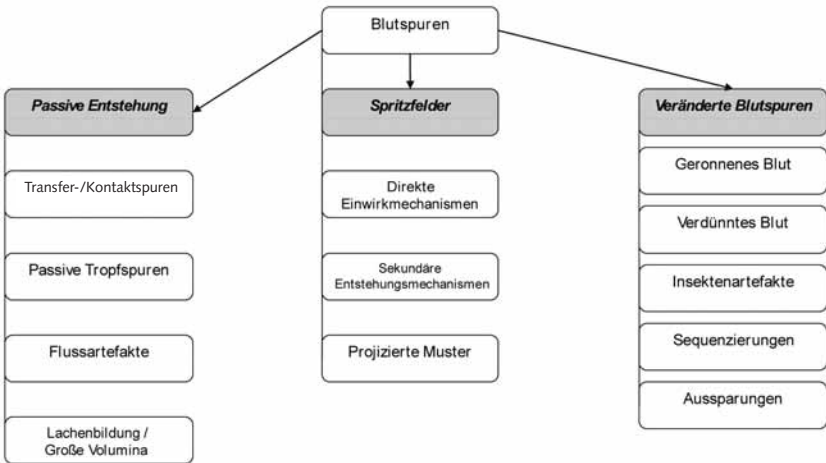 Blutspuren
Passive Entstehung
Transfer-/Kontaktspuren
Passive Tropfspuren
Flussartefakte
Lachenbildung /
Große Volumina
Spritzfelder
Direkte
Einwirkmechanismen
Sekundäre
Entstehungsmechanismen
Projizierte Muster
Veränderte Blutspuren
Geronnenes Blut
Verdünntes Blut
Insektenartefakte
Sequenzierungen
Aussparungen